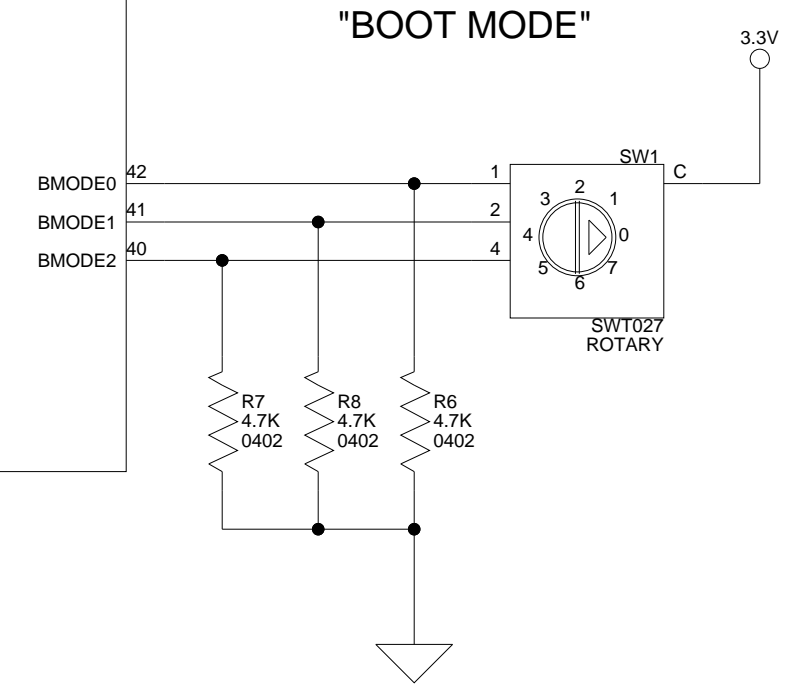 "BOOT MODE"
3.3V
SW1
BMODE0 42 1 C
BMODE1 41 2
BMODE2 40 4
2
3 1
4 0
5 7
6
SWT027
ROTARY
R7 R8 R6
4.7K 4.7K 4.7K
0402 0402 0402